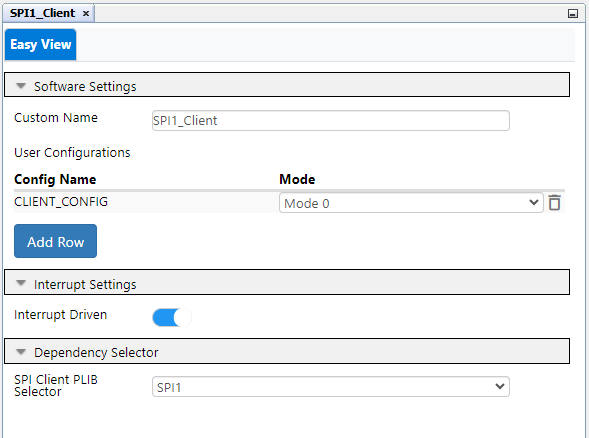 SPI1_Client ×
Easy View
Software Settings
Custom Name SPI1_Client
User Configurations
Config Name Mode
CLIENT_CONFIG Mode 0
Add Row
Interrupt Settings
Interrupt Driven
Dependency Selector
SPI Client PLIB
Selector
SPI1